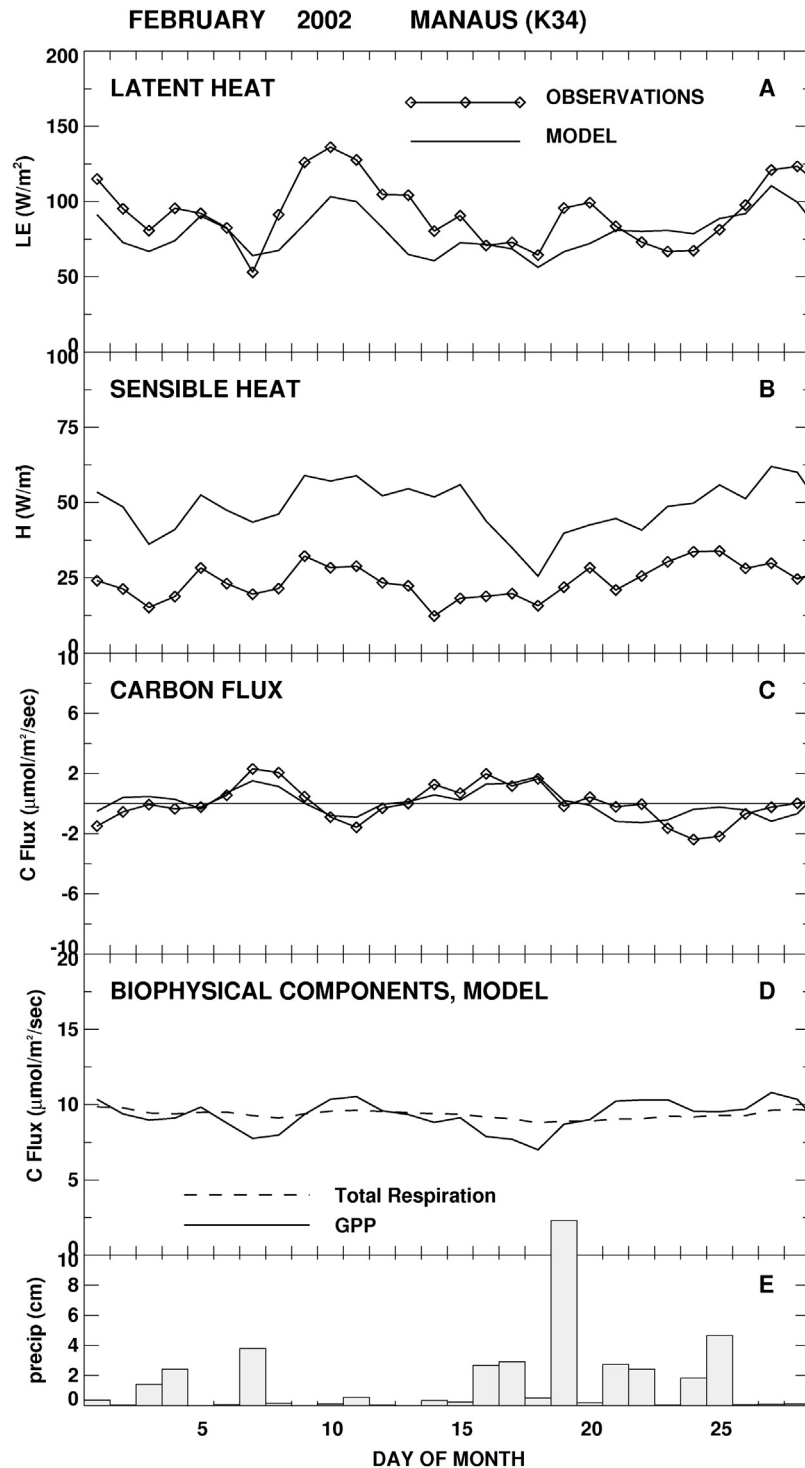 FEBRUARY 2002 MANAUS (K34)
200
LATENT HEAT A
OBSERVATIONS
MODEL
150
100
50
0
LE (W/m²)
100
SENSIBLE HEAT B
75
50
25
0
H (W/m)
10
CARBON FLUX C
6
2
-2
-6
-10
C Flux (μmol/m²/sec)
20
BIOPHYSICAL COMPONENTS, MODEL D
15
10
5
0
C Flux (μmol/m²/sec)
Total Respiration
GPP
10
E
8
6
4
2
0
precip (cm)
5 10 15 20 25
DAY OF MONTH